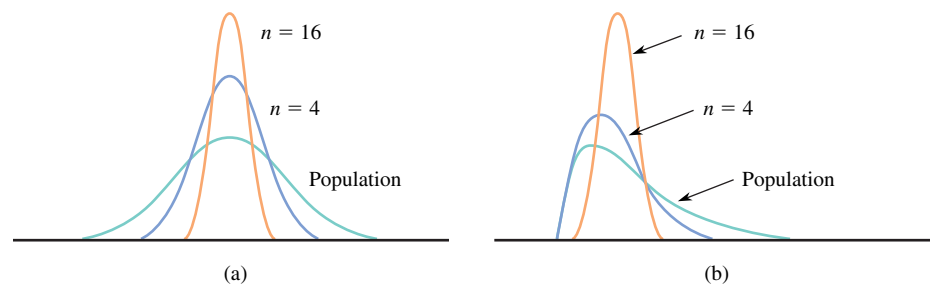 n = 16
n = 4
Population
(a)
n = 16
n = 4
Population
(b)